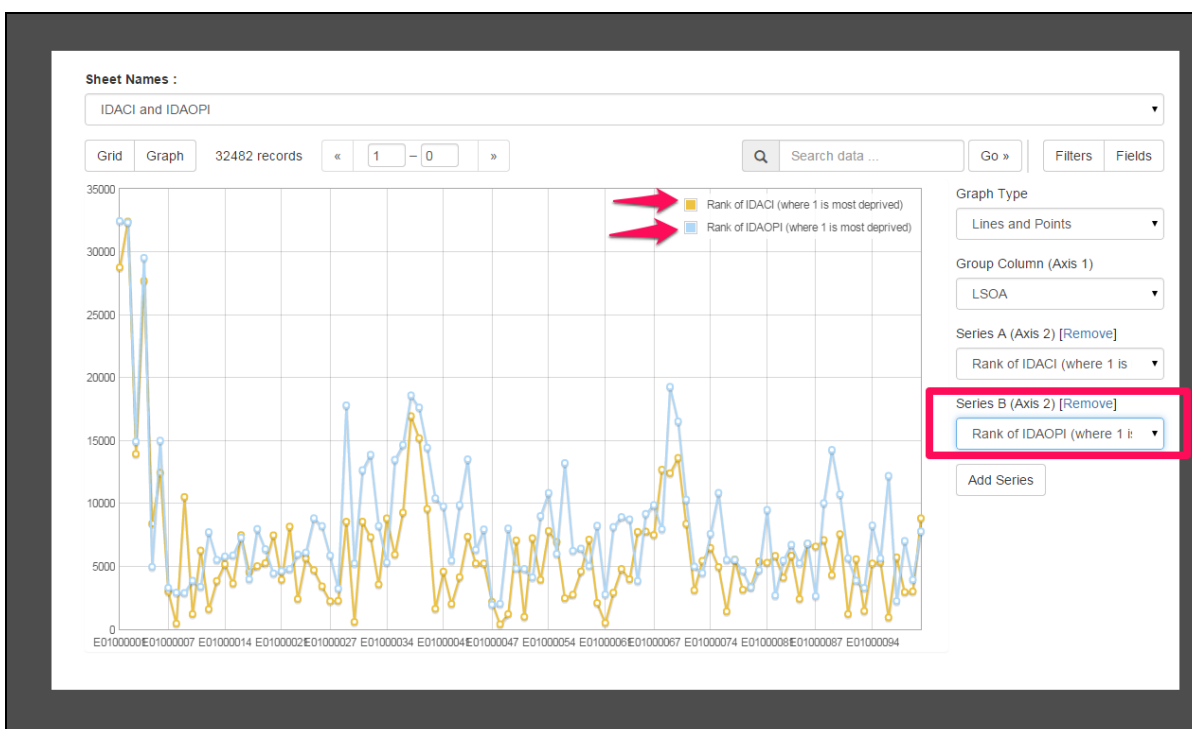 Sheet Names :
IDACI and IDAOPI
Grid Graph 32482 records « 1 – 0 » Search data ... Go » Filters Fields
35000
30000
25000
20000
15000
10000
5000
0
Rank of IDACI (where 1 is most deprived)
Rank of IDAOPI (where 1 is most deprived)
E01000007 E01000014 E01000027 E01000034 E01000047 E01000054 E01000067 E01000074 E01000087 E01000094
Graph Type
Lines and Points
Group Column (Axis 1)
LSOA
Series A (Axis 2) [Remove]
Rank of IDACI (where 1 is
Series B (Axis 2) [Remove]
Rank of IDAOPI (where 1 i
Add Series